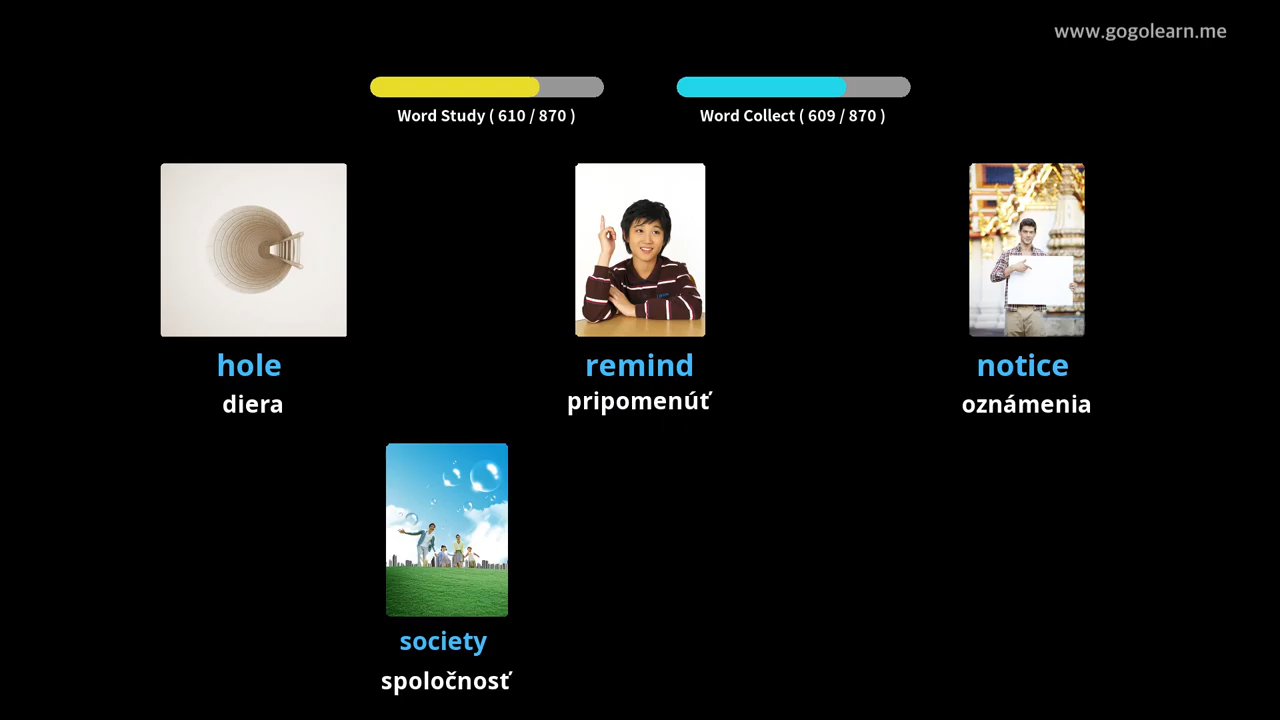 www.gogolearn.me
Word Study ( 610 / 870 )
Word Collect ( 609 / 870 )
hole
diera
remind
pripomenúť
notice
oznámenia
society
spoločnosť